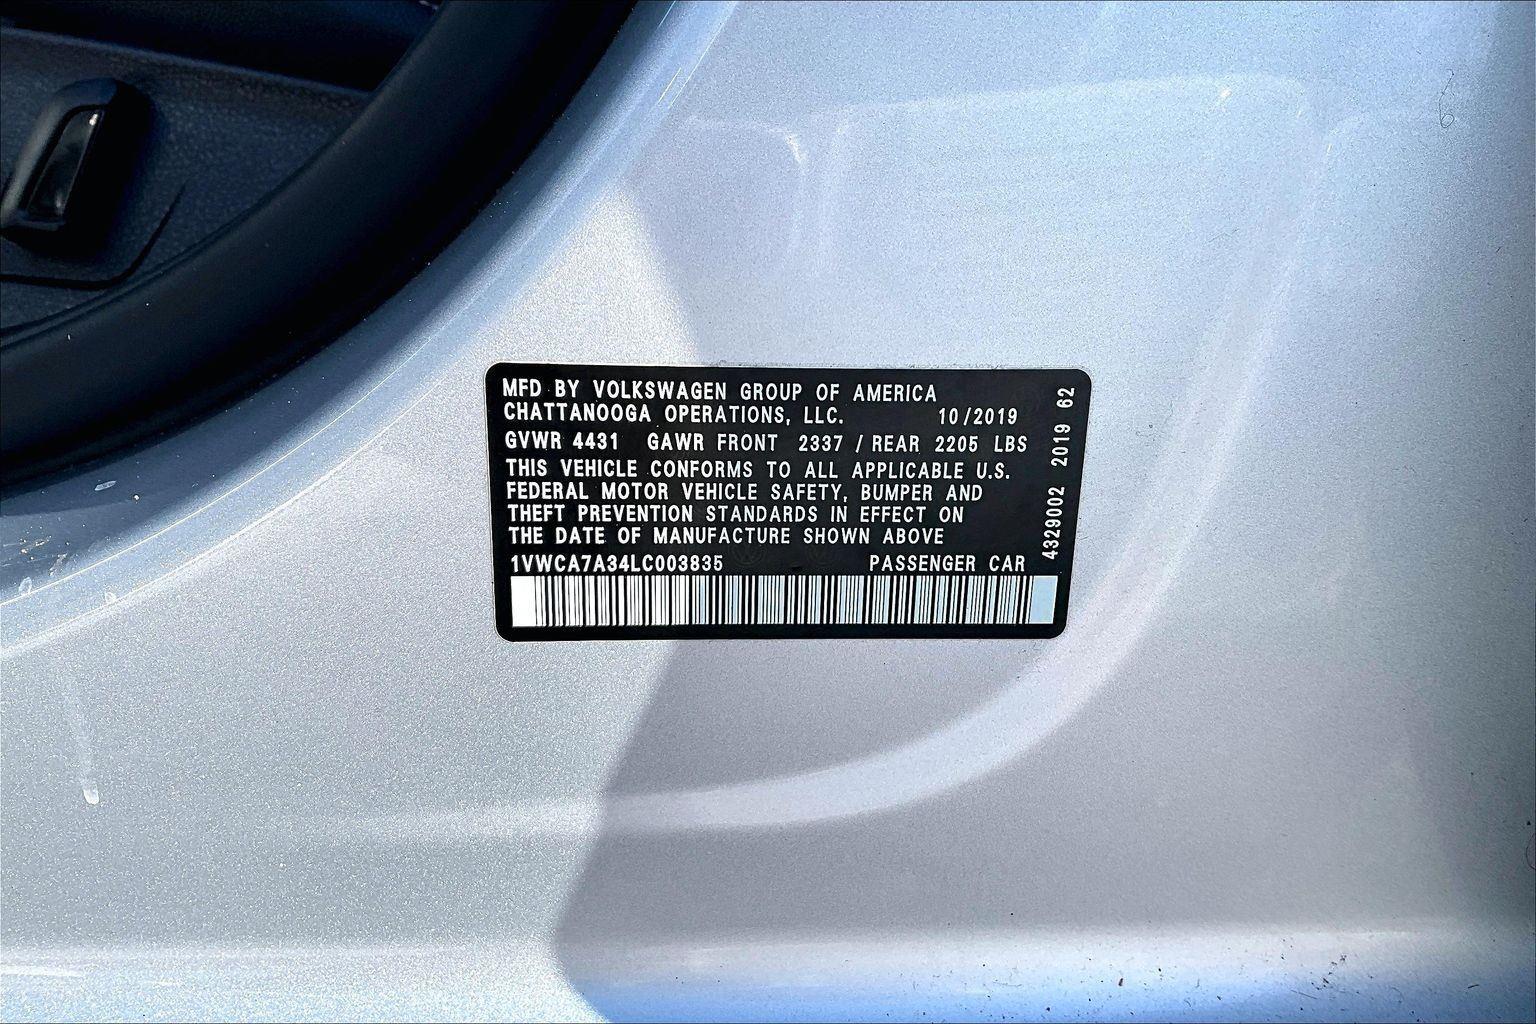 MFD BY VOLKSWAGEN GROUP OF AMERICA
CHATTANOOGA OPERATIONS, LLC. 10/2019
GVWR 4431 GAWR FRONT 2337 / REAR 2205 LBS
THIS VEHICLE CONFORMS TO ALL APPLICABLE U.S.
FEDERAL MOTOR VEHICLE SAFETY, BUMPER AND
THEFT PREVENTION STANDARDS IN EFFECT ON
THE DATE OF MANUFACTURE SHOWN ABOVE
1VWCA7A34LC003835 PASSENGER CAR
4329002 2019 62